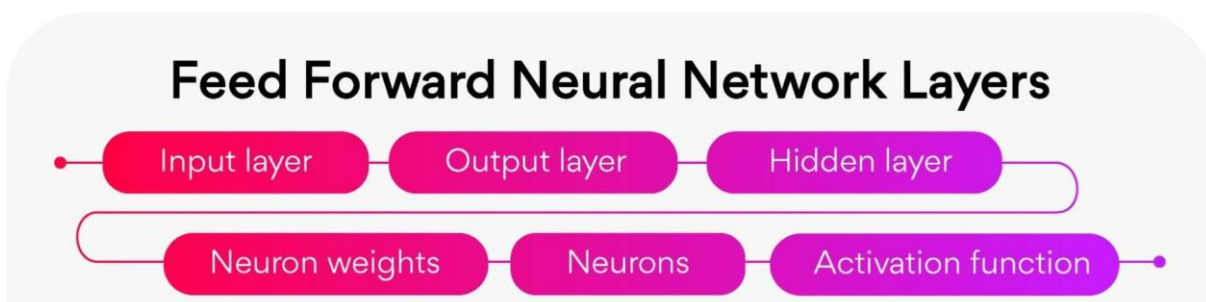 Feed Forward Neural Network Layers
Input layer Output layer Hidden layer
Neuron weights Neurons Activation function